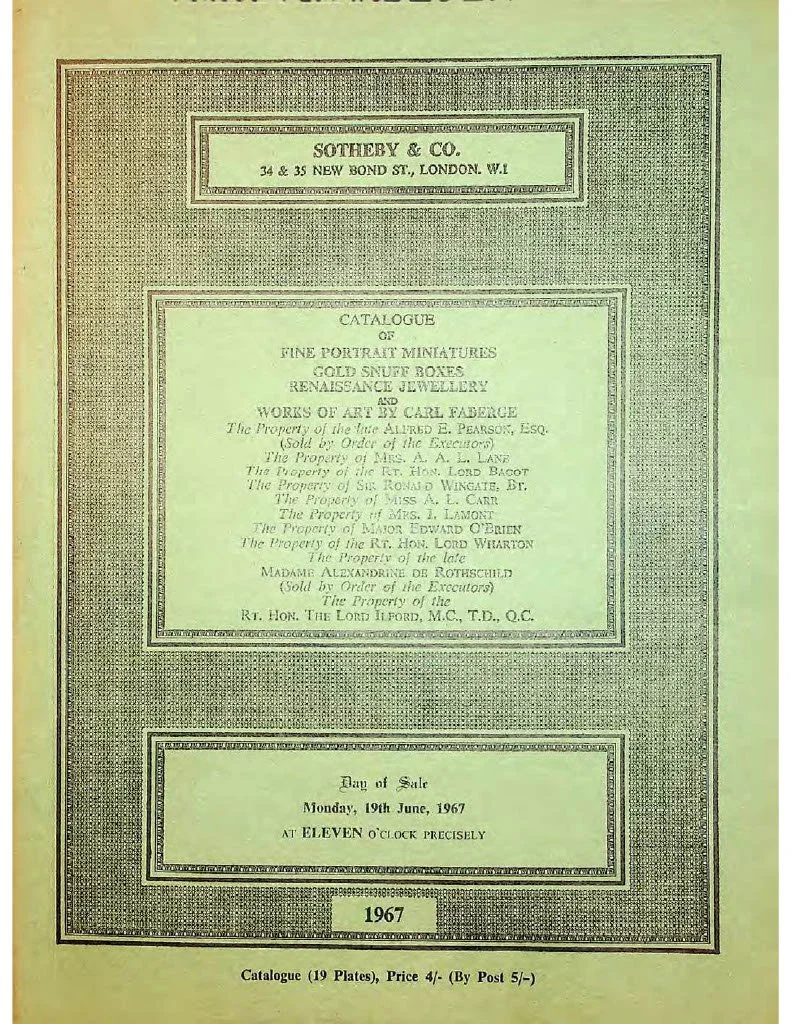 SOTHEBY & CO.
34 & 35 NEW BOND ST., LONDON. W.1
CATALOGUE
OF
FINE PORTRAIT MINIATURES
GOLD SNUFF BOXES
RENAISSANCE JEWELLERY
AND
WORKS OF ART BY CARL FABERGE
The Property of the late ALFRED E. PEARSON, ESQ.
(Sold by Order of the Executors)
The Property of MRS. A. A. L. LANE
The Property of the RT. HON. LORD BAGOT
The Property of SIR RONALD WINGATE, BT.
The Property of MISS A. L. CARR
The Property of MRS. I. LAMONT
The Property of MAJOR EDWARD O'BRIEN
The Property of the RT. HON. LORD WHARTON
The Property of the late
MADAME ALEXANDRINE DE ROTHSCHILD
(Sold by Order of the Executors)
The Property of the
RT. HON. THE LORD ILFORD, M.C., T.D., Q.C.
Day of Sale
Monday, 19th June, 1967
AT ELEVEN O'CLOCK PRECISELY
1967
Catalogue (19 Plates), Price 4/- (By Post 5/-)